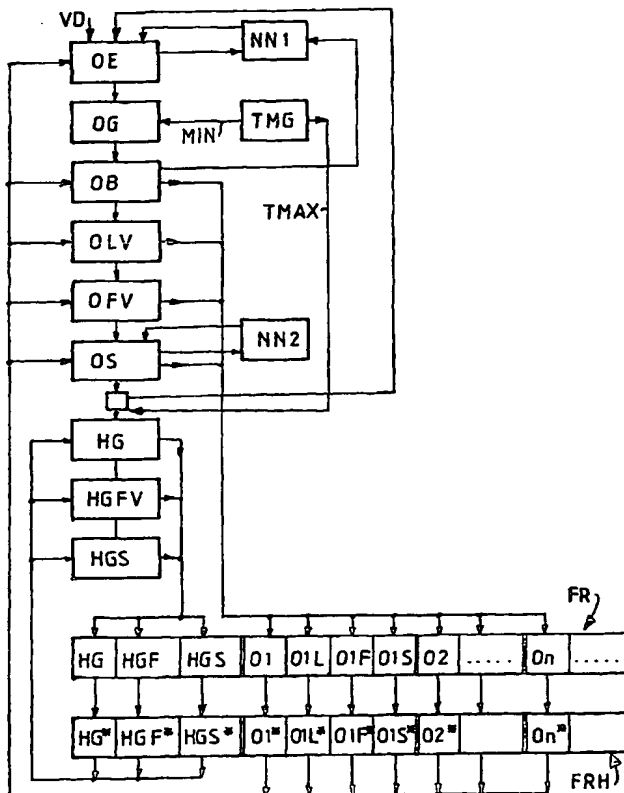 VD
OE
NN1
OG
MIN
TMG
OB
TMAX
OLV
OFV
OS
NN2
HG
HGFV
HGS
FR
HG HGF HGS O1 O1L O1F O1S O2 ..... On .....
HG* HGF* HGS* O1* O1L* O1F* O1S* O2* On*
FRH